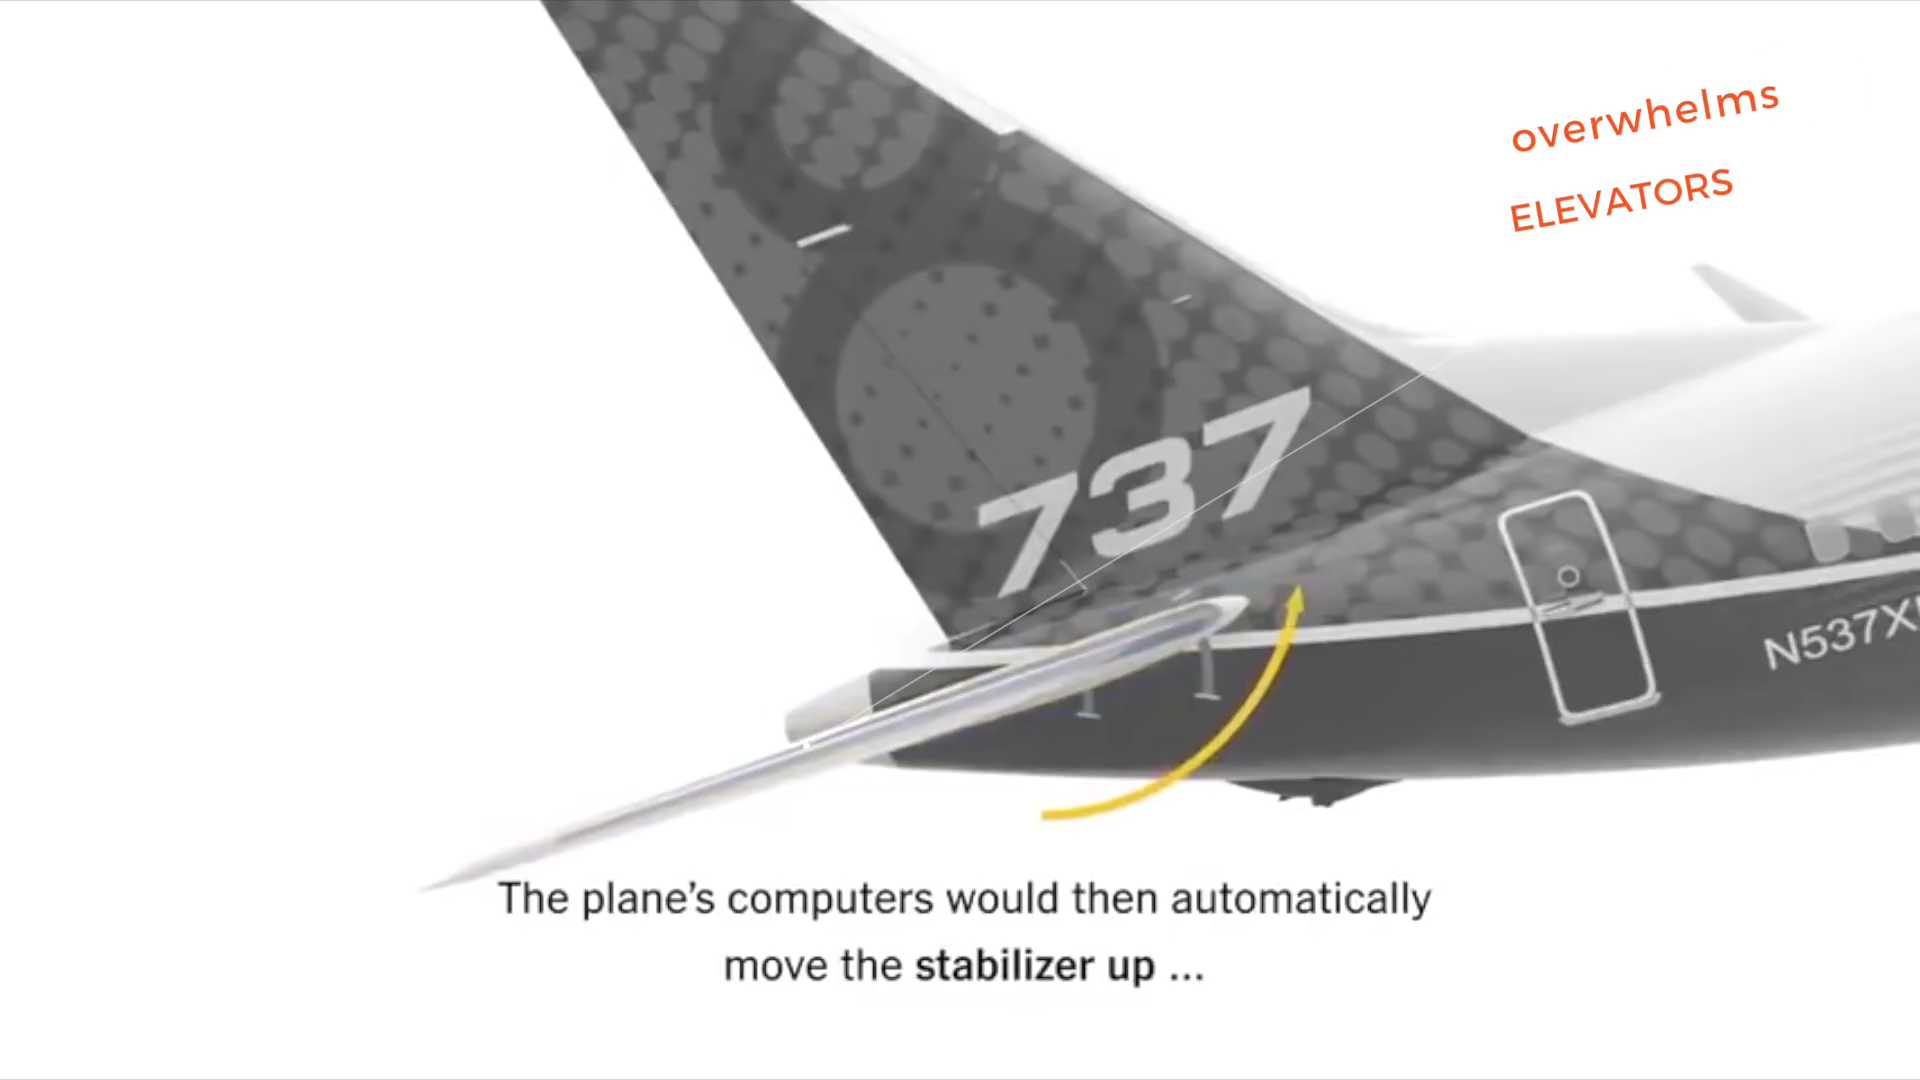 overwhelms
ELEVATORS
737
N537X
The plane’s computers would then automatically
move the stabilizer up ...